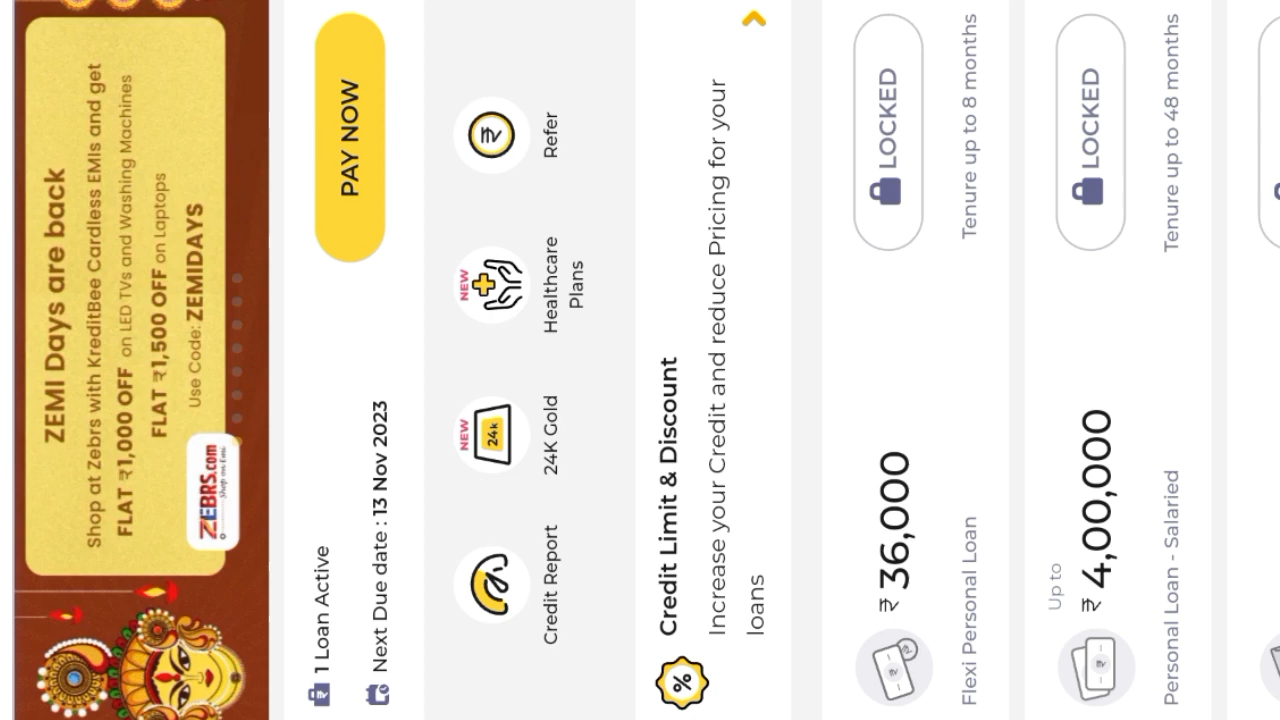 ZEMI Days are back
Shop at Zebrs with KreditBee Cardless EMIs and get
FLAT ₹1,000 OFF on LED TVs and Washing Machines
FLAT ₹1,500 OFF on Laptops
Use Code: ZEMIDAYS
ZEBRS.com
Shop on Emi
1 Loan Active
Next Due date : 13 Nov 2023
PAY NOW
Credit Report
NEW
24k
24K Gold
NEW
Healthcare
Plans
₹
Refer
%
Credit Limit & Discount
Increase your Credit and reduce Pricing for your
loans
₹ 36,000
LOCKED
Flexi Personal Loan
Tenure up to 8 months
Up to
₹ 4,00,000
LOCKED
Personal Loan - Salaried
Tenure up to 48 months